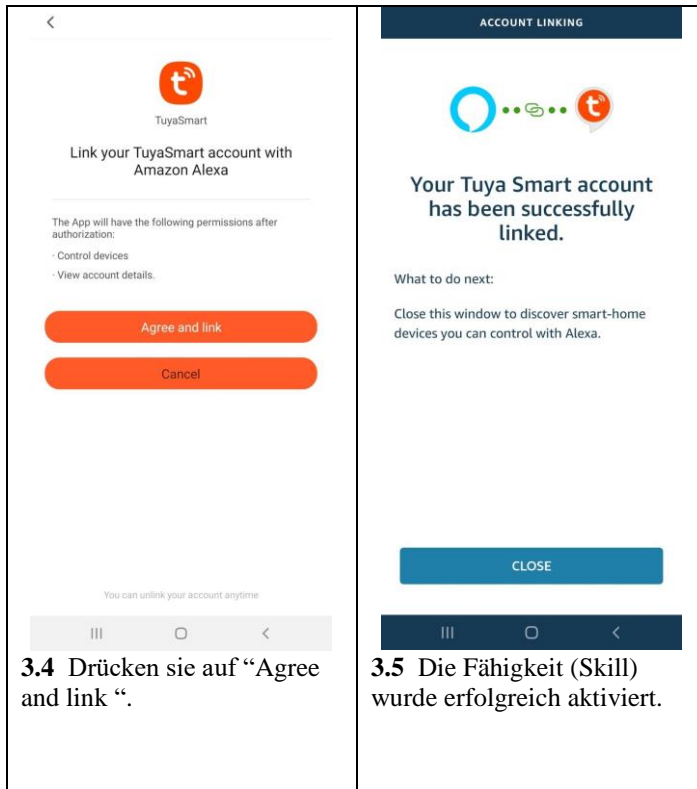 TuyaSmart
Link your TuyaSmart account with
Amazon Alexa
The App will have the following permissions after
authorization:
· Control devices
· View account details.
Agree and link
Cancel
You can unlink your account anytime
3.4 Drücken sie auf “Agree
and link “.
ACCOUNT LINKING
Your Tuya Smart account
has been successfully
linked.
What to do next:
Close this window to discover smart-home
devices you can control with Alexa.
CLOSE
3.5 Die Fähigkeit (Skill)
wurde erfolgreich aktiviert.